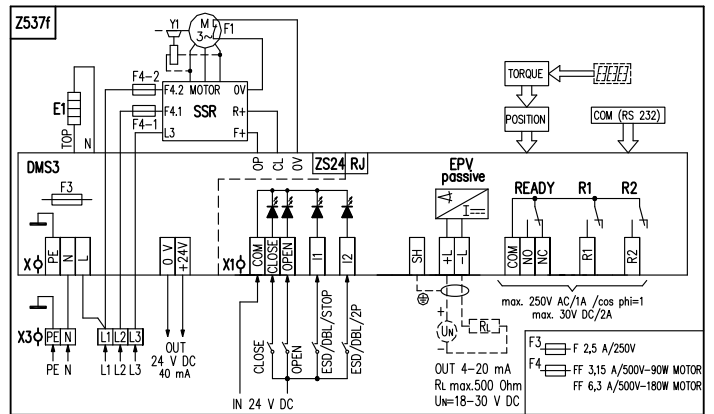 Z537f
Y1
M
3~
F1
F4-2
F4.2 MOTOR 0V
F4.1 R+
SSR
L3 F+
F4-1
E1
TOP
N
TORQUE
POSITION
COM (RS 232)
OP
CL
OV
DMS3
ZS24 RJ
EPV
passive
F3
READY R1 R2
X
PE
N
L
0 V
+24V
X1
COM
CLOSE
OPEN
I1
I2
SH
+L
-L
COM
NO
NC
R1
R2
max. 250V AC/1A /cos phi=1
max. 30V DC/2A
X3
PE N
L1 L2 L3
PE N
L1 L2 L3
OUT
24 V DC
40 mA
CLOSE
OPEN
ESD/DBL/STOP
ESD/DBL/2P
IN 24 V DC
+
UN
-
RL
OUT 4-20 mA
RL max.500 Ohm
UN=18-30 V DC
F3 - F 2,5 A/250V
F4 - FF 3,15 A/500V-90W MOTOR
FF 6,3 A/500V-180W MOTOR